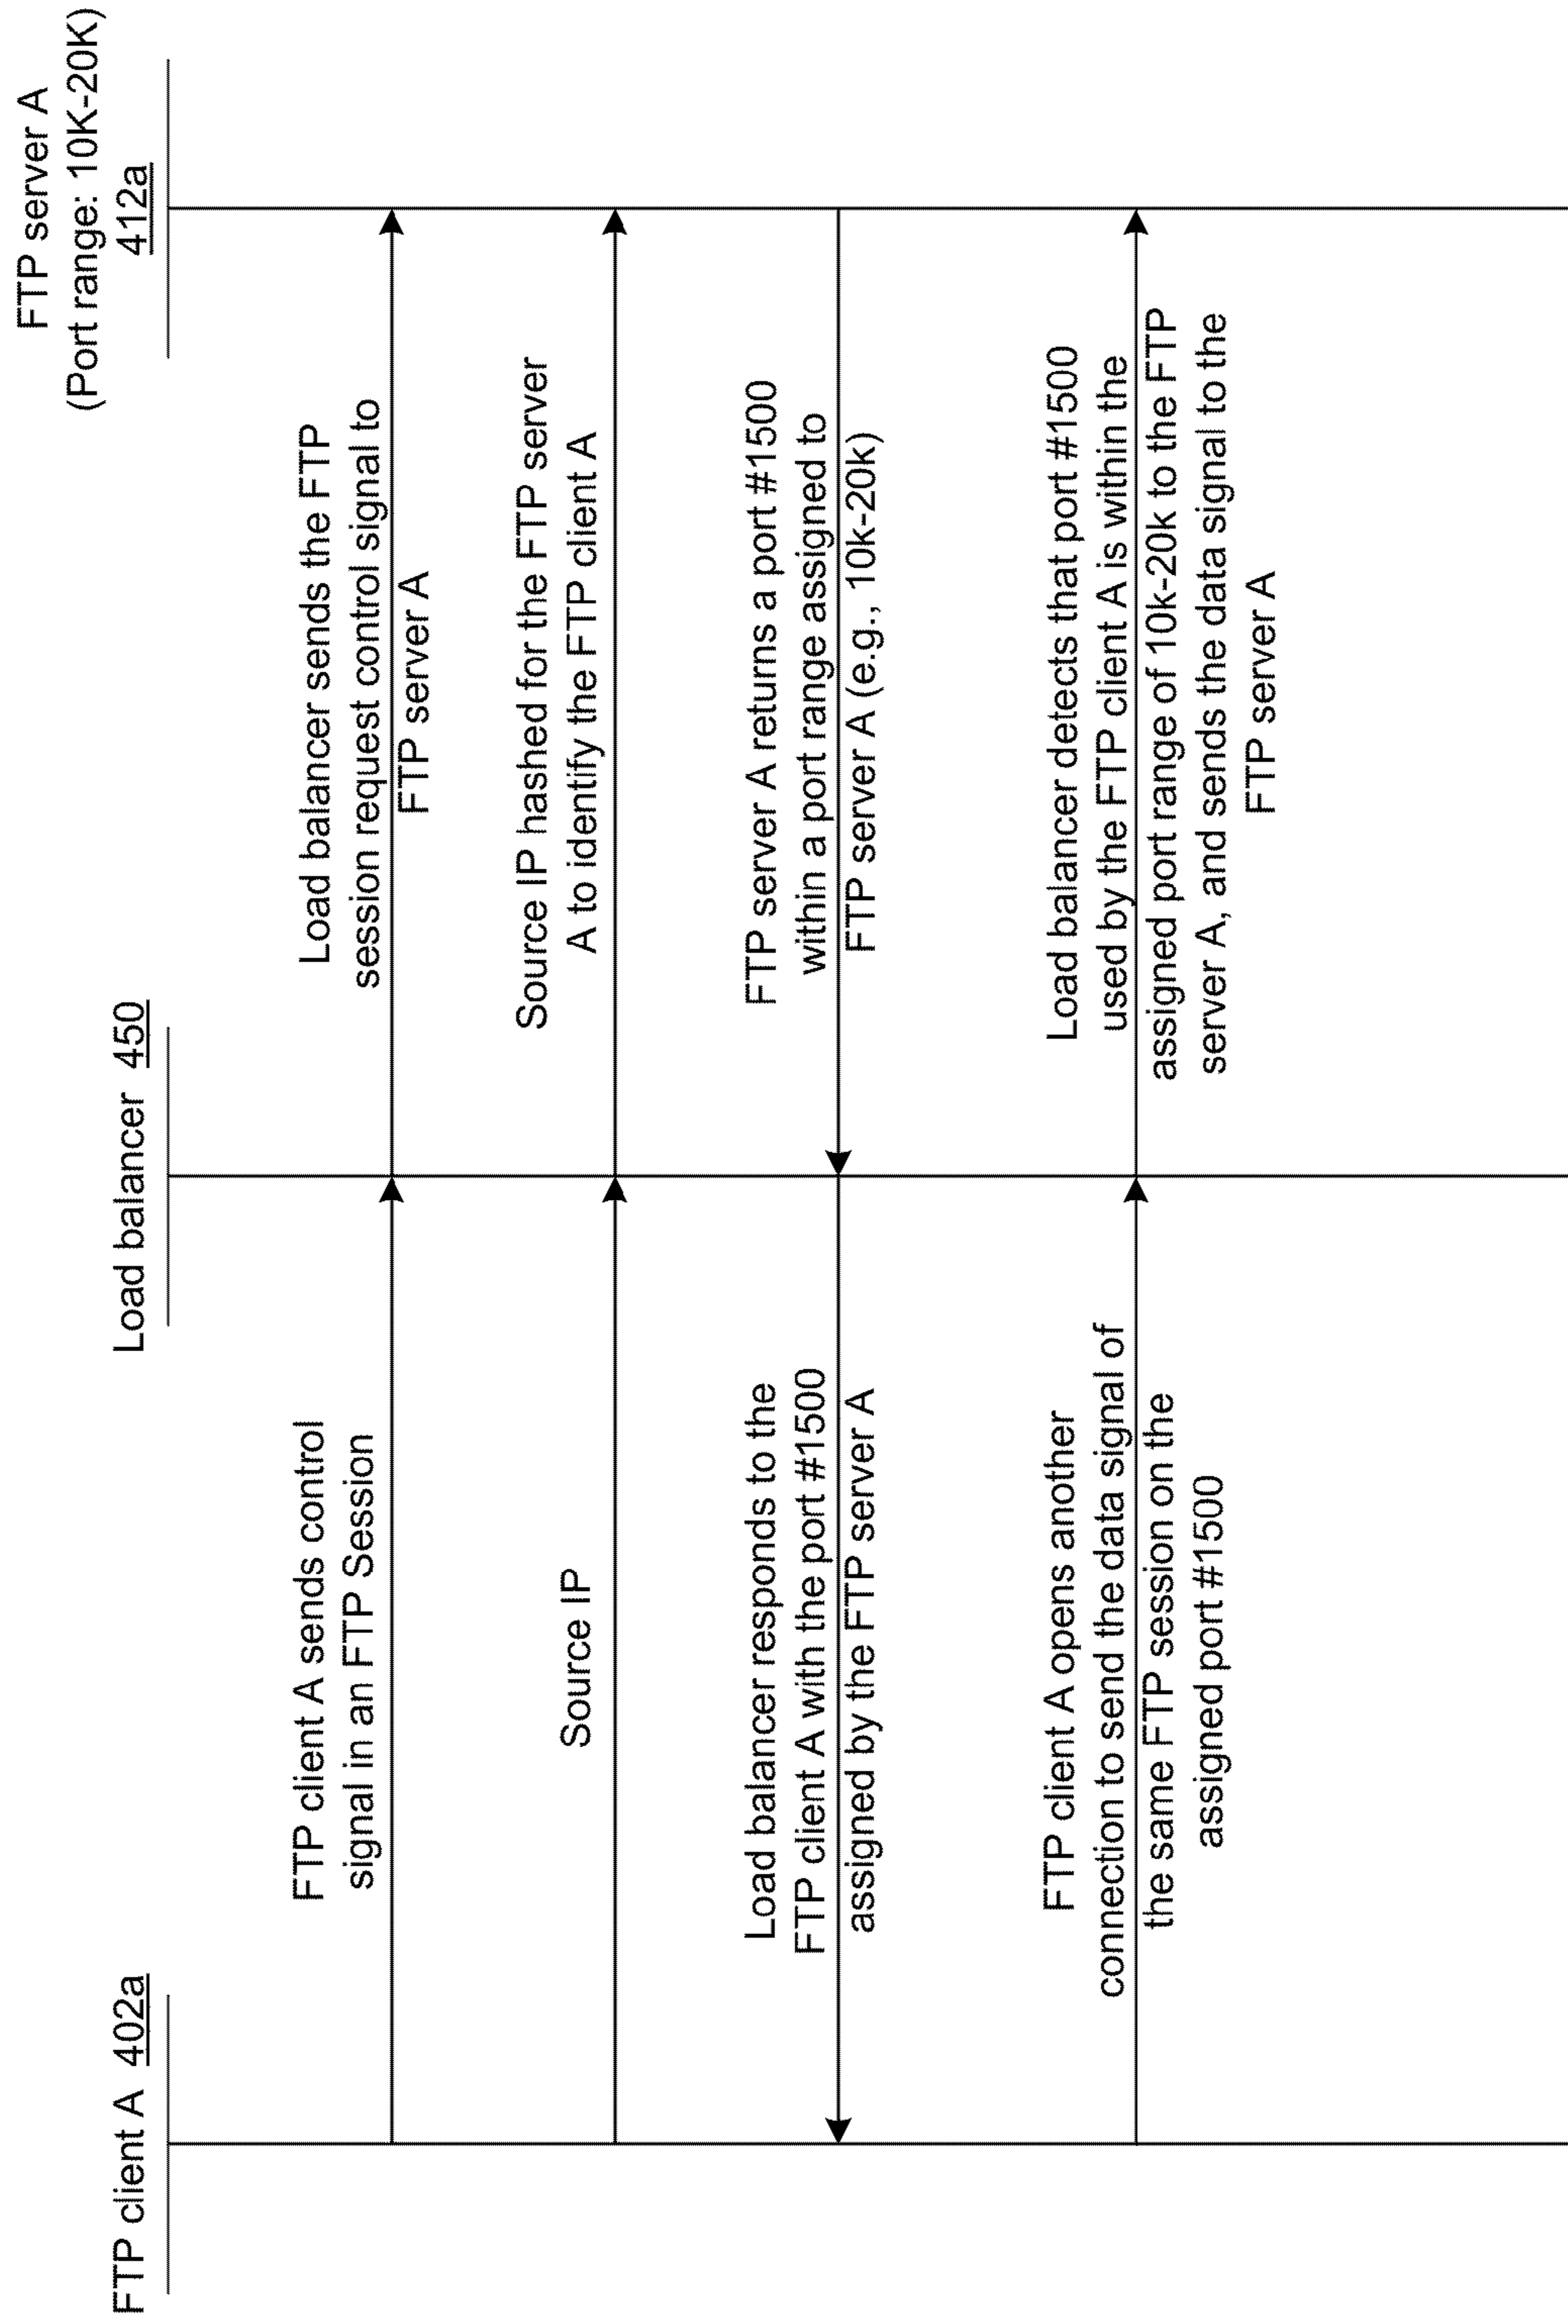 FTP client A 402a
Load balancer 450
FTP server A
(Port range: 10K-20K)
412a
FTP client A sends control
signal in an FTP Session
Load balancer sends the FTP
session request control signal to
FTP server A
Source IP
Source IP hashed for the FTP server
A to identify the FTP client A
FTP server A returns a port #1500
within a port range assigned to
FTP server A (e.g., 10k-20k)
Load balancer responds to the
FTP client A with the port #1500
assigned by the FTP server A
FTP client A opens another
connection to send the data signal of
the same FTP session on the
assigned port #1500
Load balancer detects that port #1500
used by the FTP client A is within the
assigned port range of 10k-20k to the FTP
server A, and sends the data signal to the
FTP server A